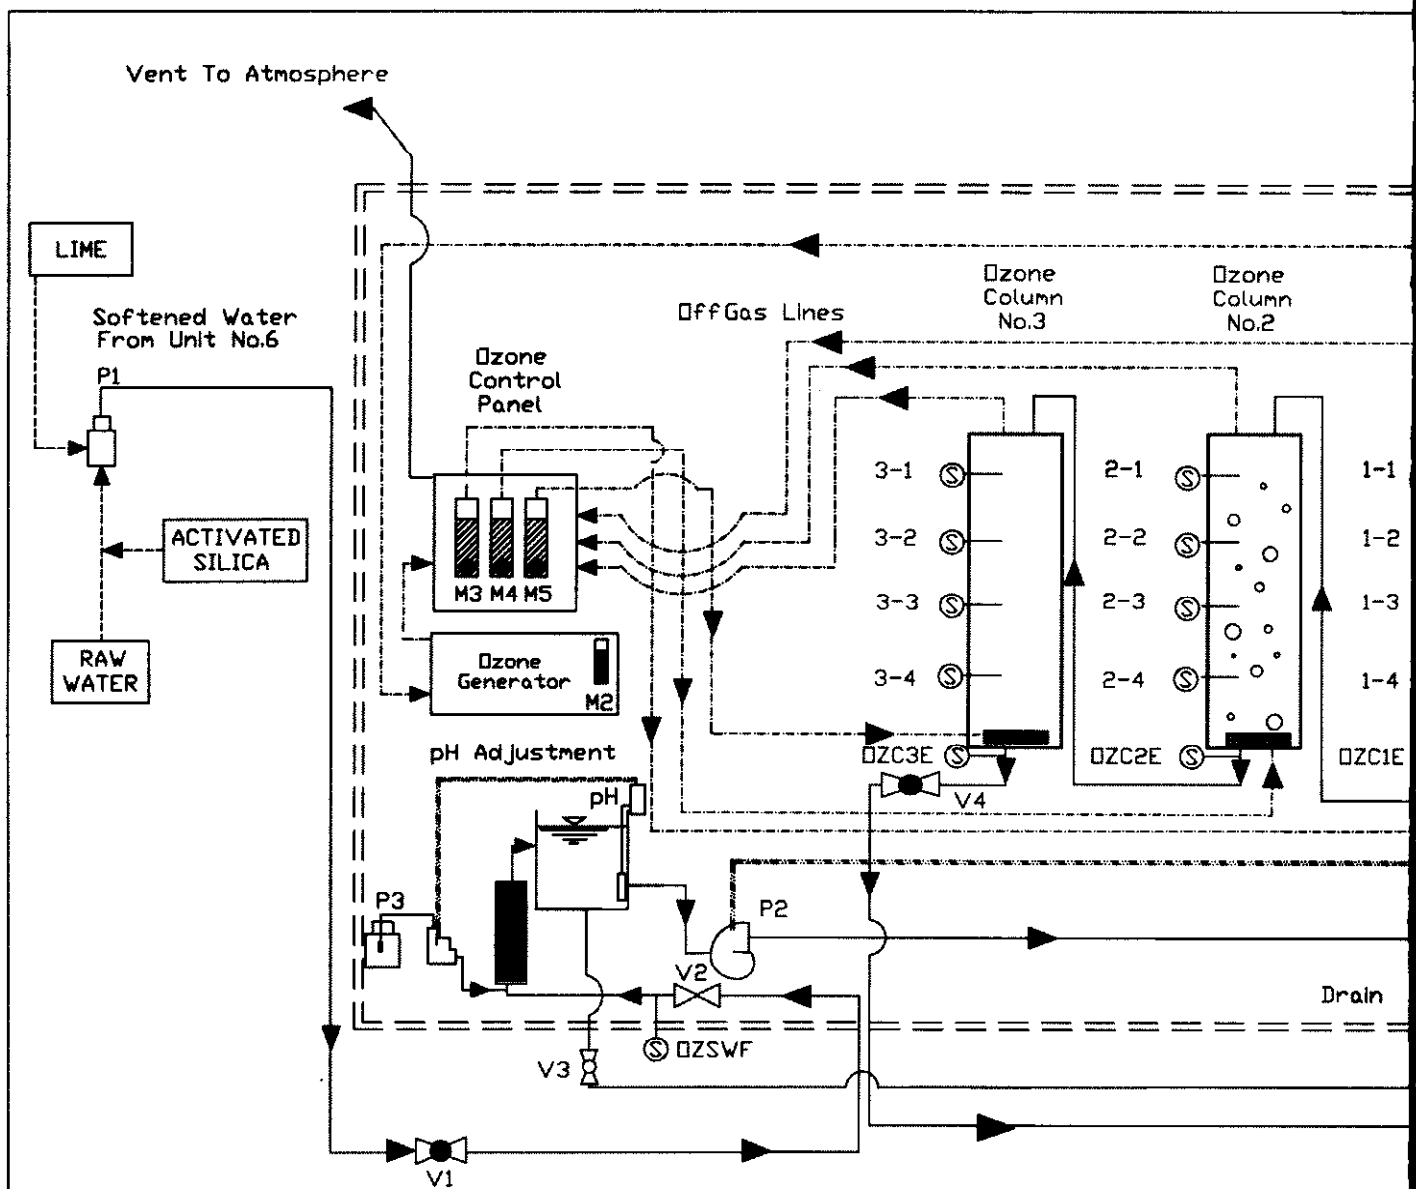 Vent To Atmosphere
LIME
Softened Water
From Unit No.6
P1
ACTIVATED
SILICA
RAW
WATER
Ozone
Control
Panel
OffGas Lines
Ozone
Column
No.3
Ozone
Column
No.2
M3 M4 M5
Ozone
Generator
M2
3-1
3-2
3-3
3-4
S
S
S
S
2-1
2-2
2-3
2-4
S
S
S
S
1-1
1-2
1-3
1-4
OZC3E
S
OZC2E
S
OZC1E
V4
pH Adjustment
pH
P3
P2
V2
Drain
S
OZSWF
V3
V1